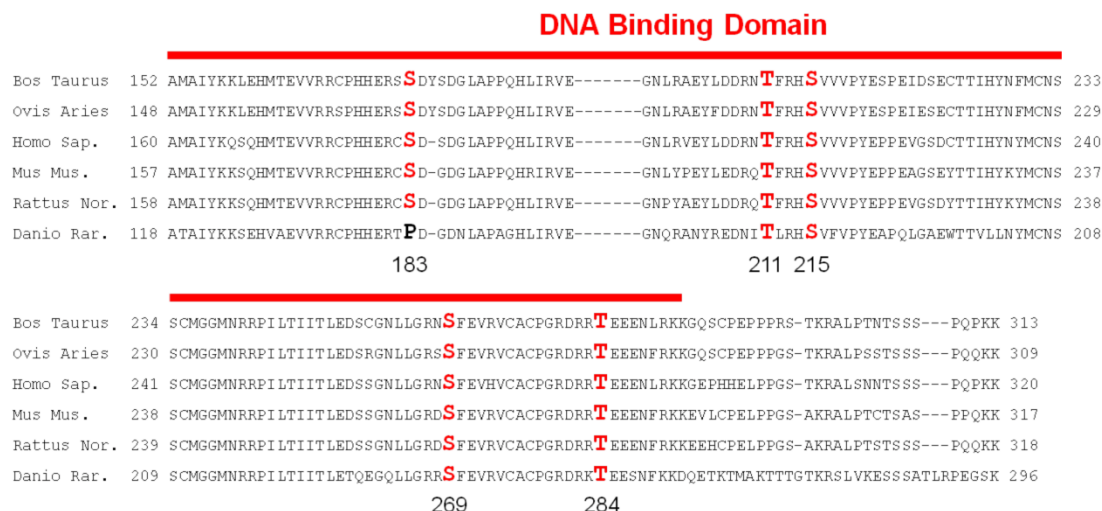 DNA Binding Domain
Bos Taurus 152 AMAIYKKLEHMTEVVRRCPHHERSSDYSDGLAPPQHLIRVE-------GNLRAEYLDDRNTFRHSVVVPYESPEIDSECTTIHYNFMCNS 233
Ovis Aries 148 AMAIYKKLEHMTEVVRRCPHHERSSDYSDGLAPPQHLIRVE-------GNLRAEYFDDRNTFRHSVVVPYESPEIESECTTIHYNFMCNS 229
Homo Sap. 160 AMAIYKQSQHMTEVVRRCPHHERCSD-SDGLAPPQHLIRVE-------GNLRVEYLDDRNTFRHSVVVPYEPPEVGSDCTTIHYNYMCNS 240
Mus Mus. 157 AMAIYKKSQHMTEVVRRCPHHERCSD-GDGLAPPQHRIRVE-------GNLYPEYLEDRQTFRHSVVVPYEPPEAGSEYTTIHYKYMCNS 237
Rattus Nor. 158 AMAIYKKSQHMTEVVRRCPHHERCSD-GDGLAPPQHLIRVE-------GNPYAEYLDDRQTFRHSVVVPYEPPEVGSDYTTIHYKYMCNS 238
Danio Rar. 118 ATAIYKKSEHVAEVVRRCPHHERTPD-GDNLAPAGHLIRVE-------GNQRANYREDNITLRHSVFVPYEAPQLGAEWTTVLLNYMCNS 208
183 211 215
Bos Taurus 234 SCMGGMNRRPILTIITLEDSCGNLLGRNSFEVRVCACPGRDRRTEEENLRKKGQSCPEPPPRS-TKRALPTNTSSS---PQPKK 313
Ovis Aries 230 SCMGGMNRRPILTIITLEDSRGNLLGRSSFEVRVCACPGRDRRTEEENFRKKGQSCPEPPPGS-TKRALPSSTSSS---PQQKK 309
Homo Sap. 241 SCMGGMNRRPILTIITLEDSSGNLLGRNSFEVHVCACPGRDRRTEEENLRKKGEPHHELPPGS-TKRALSNNTSSS---PQPKK 320
Mus Mus. 238 SCMGGMNRRPILTIITLEDSSGNLLGRDSFEVRVCACPGRDRRTEEENFRKKEVLCPELPPGS-AKRALPTCTSAS---PPQKK 317
Rattus Nor. 239 SCMGGMNRRPILTIITLEDSSGNLLGRDSFEVRVCACPGRDRRTEEENFRKKEEHCPELPPGS-AKRALPTSTSSS---PQQKK 318
Danio Rar. 209 SCMGGMNRRPILTIITLETQEGQLLGRRSFEVRVCACPGRDRKTEESNFKKDQETKTMAKTTTGTKRSLVKESSSATLRPEGSK 296
269 284